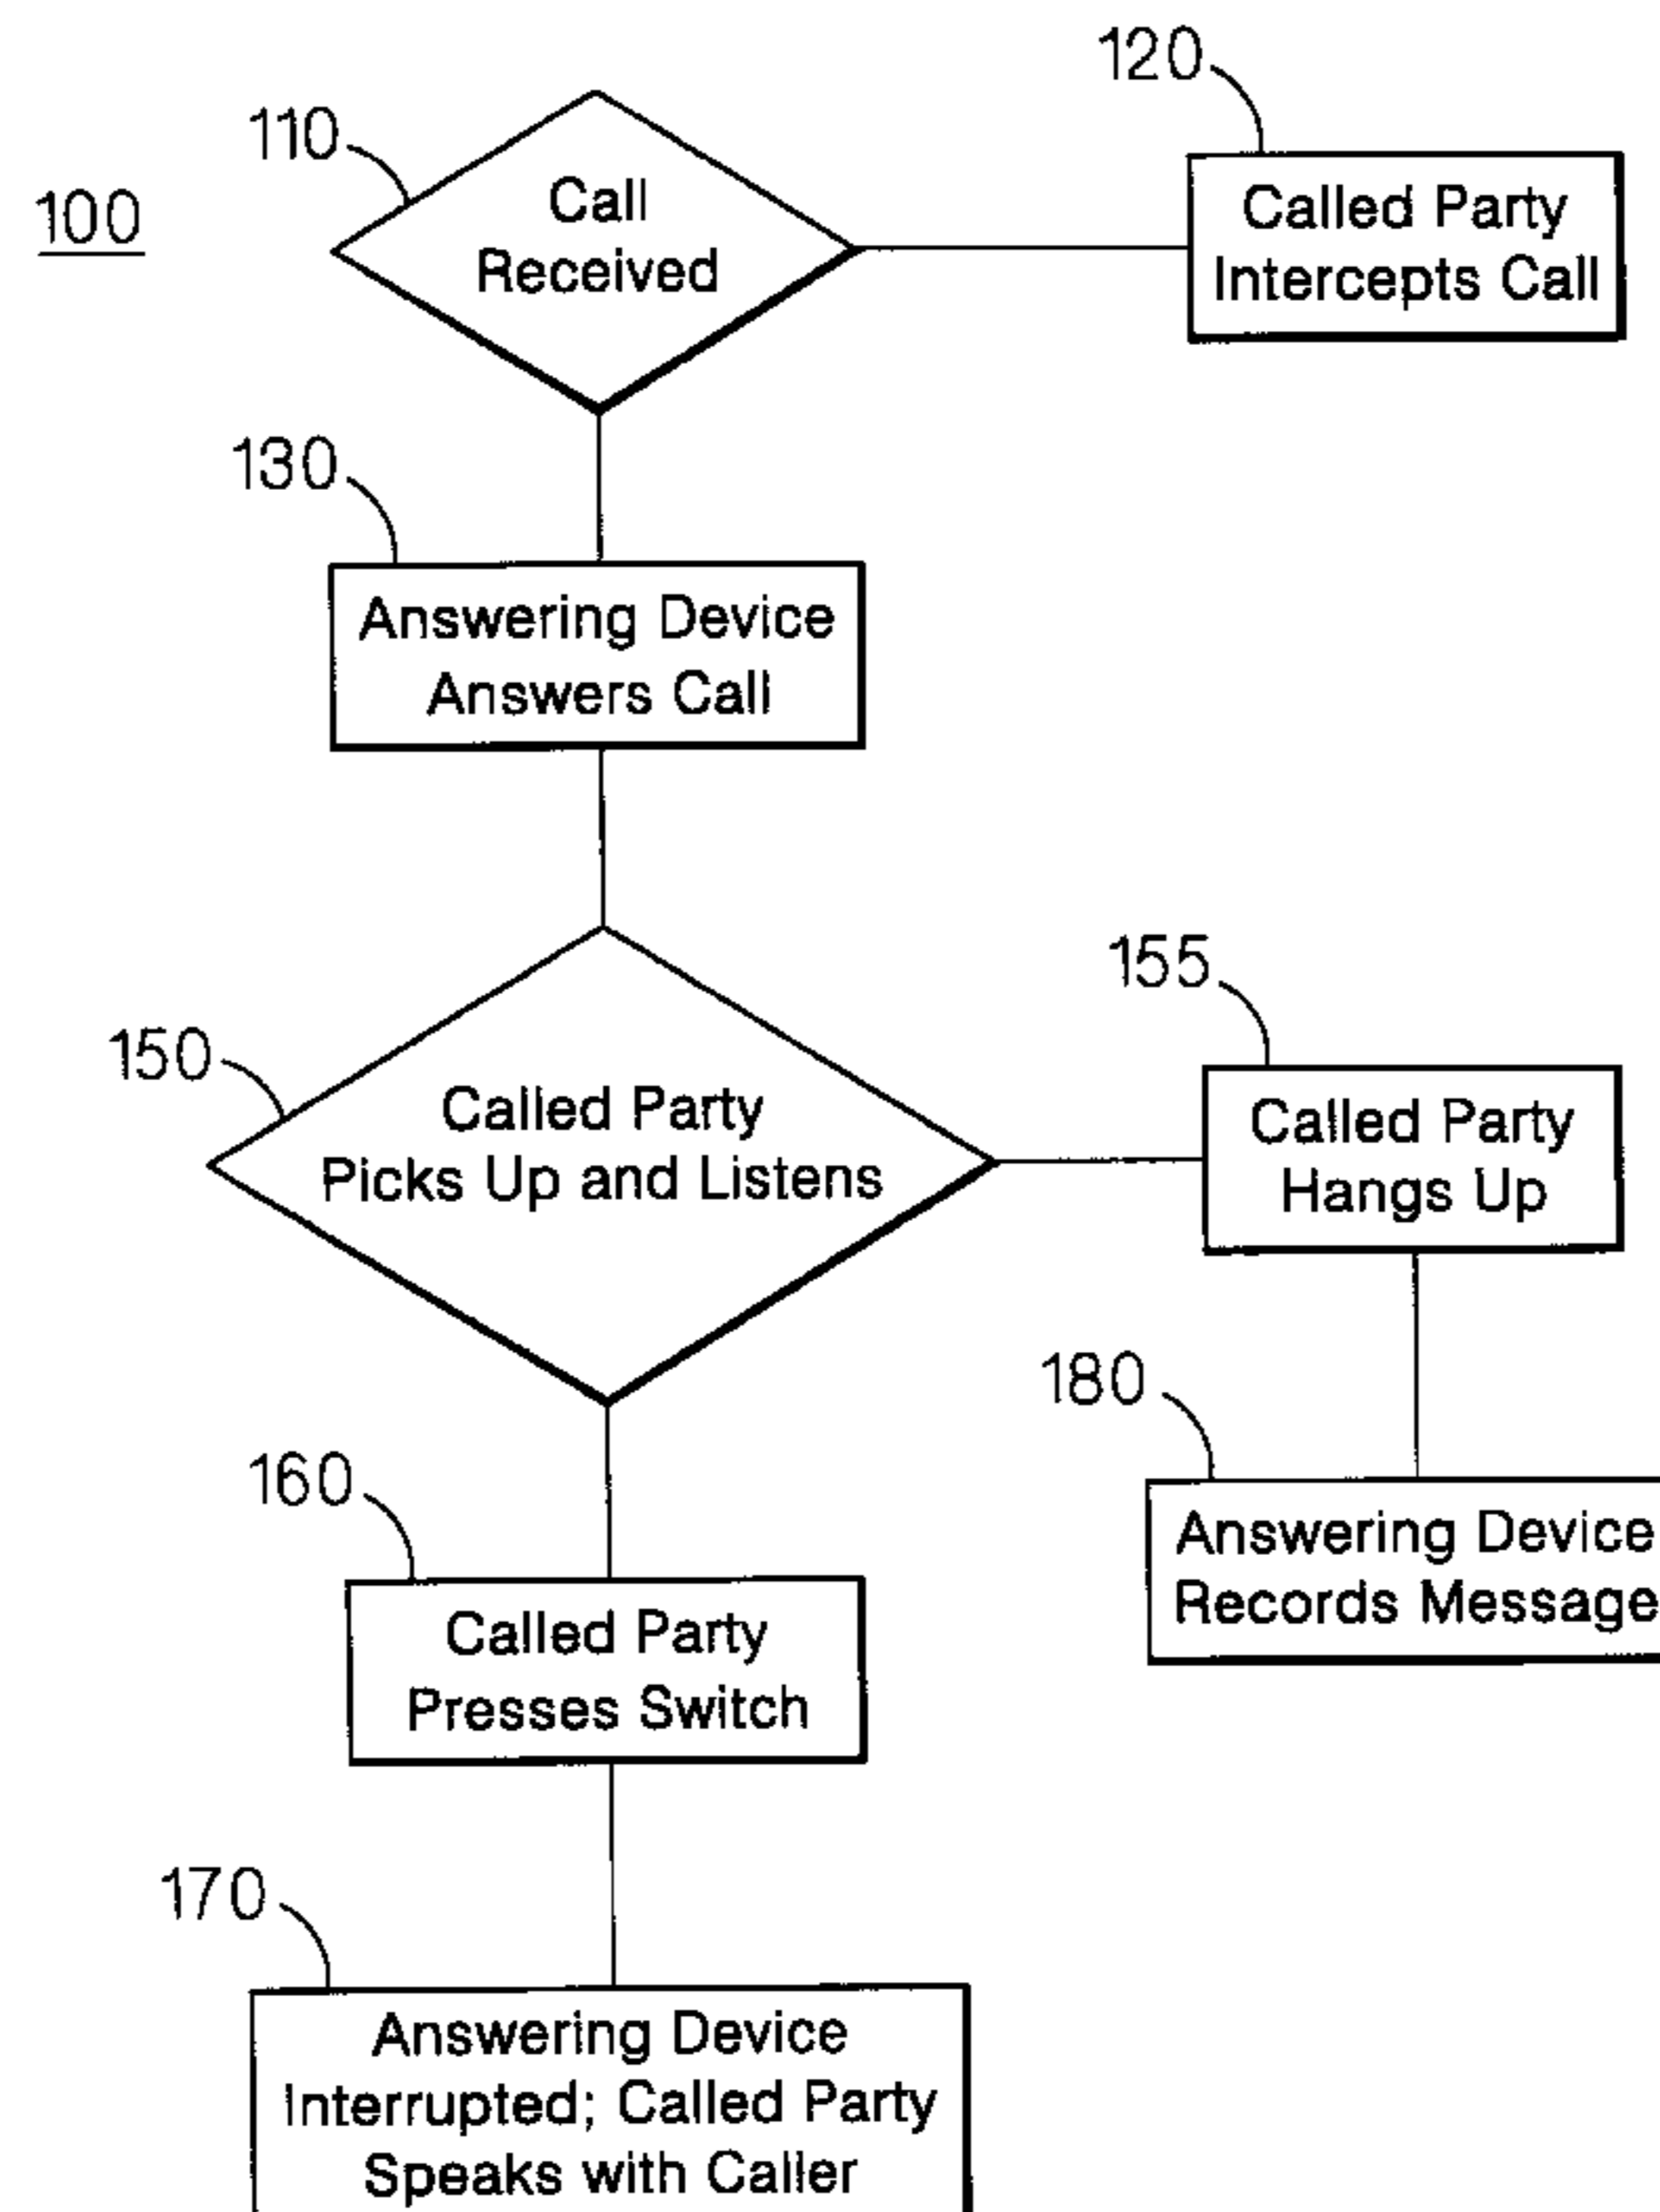 120
110
100
Call
Received
Called Party
Intercepts Call
130
Answering Device
Answers Call
155
150
Called Party
Picks Up and Listens
Called Party
Hangs Up
180
160
Answering Device
Records Message
Called Party
Presses Switch
170
Answering Device
Interrupted; Called Party
Speaks with Caller